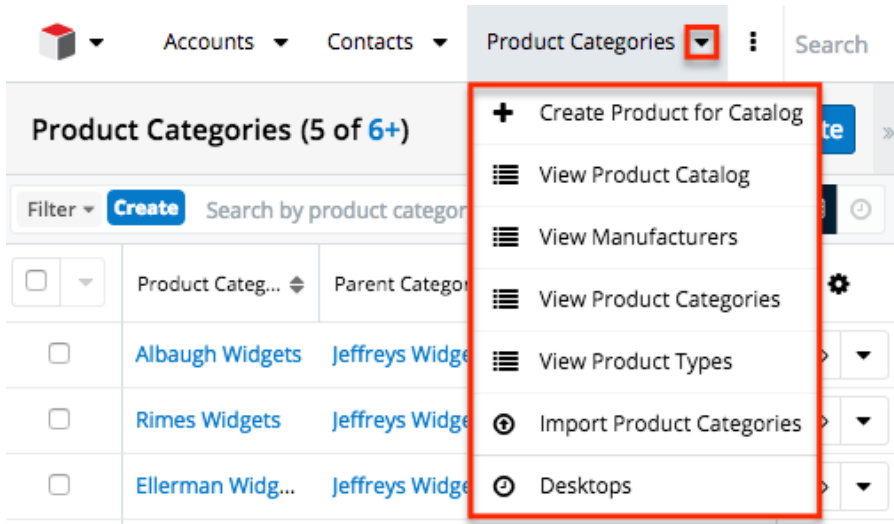 Accounts Contacts Product Categories Search
Product Categories (5 of 6+)
Create Product for Catalog
View Product Catalog
Filter Create Search by product categor
View Manufacturers
Product Categ... Parent Categor
View Product Categories
Albaugh Widgets Jeffreys Widge
View Product Types
Rimes Widgets Jeffreys Widge
Import Product Categories
Ellerman Widg... Jeffreys Widge
Desktops